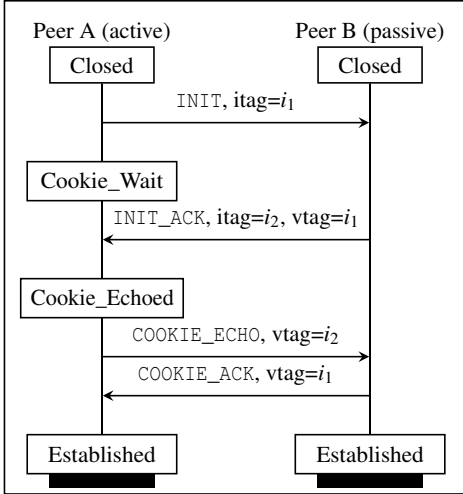 Peer A (active) Peer B (passive)
Closed Closed
INIT, itag=i₁
Cookie_Wait
INIT_ACK, itag=i₂, vtag=i₁
Cookie_Echoed
COOKIE_ECHO, vtag=i₂
COOKIE_ACK, vtag=i₁
Established Established